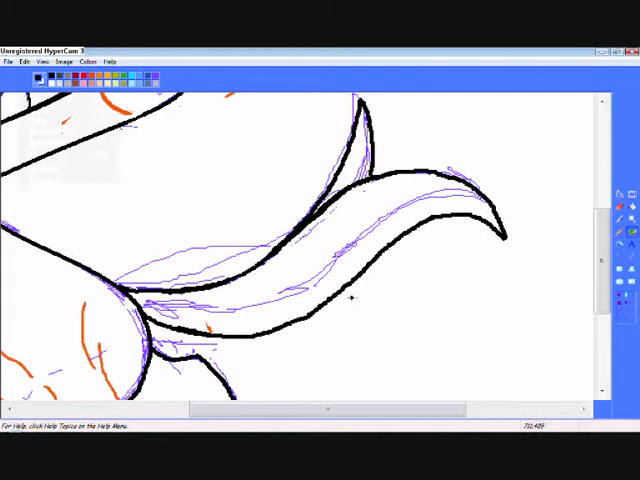 Unregistered HyperCam 3
File Edit View Image Colors Help
For Help, click Help Topics on the Help Menu.
711,485